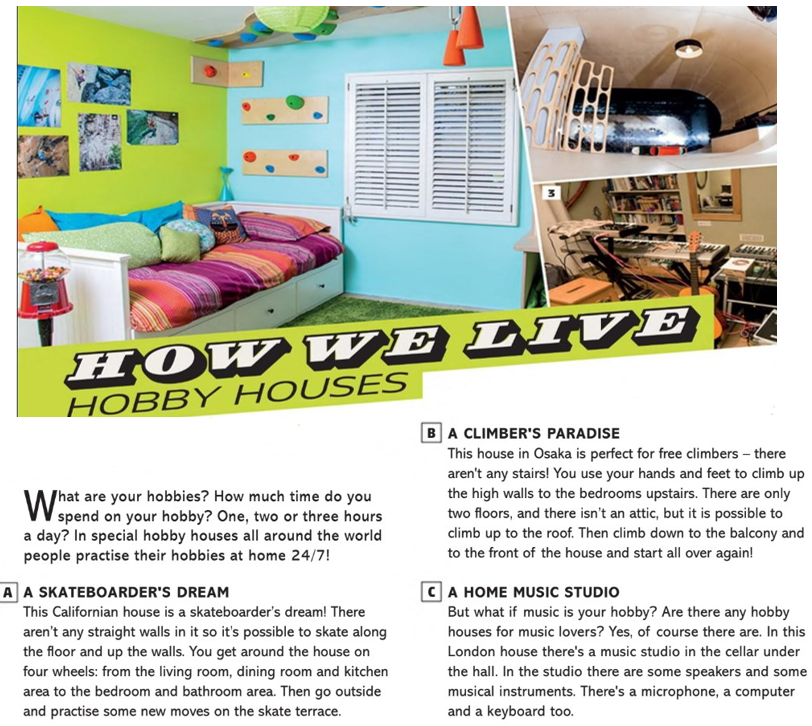 3
HOW WE LIVE
HOBBY HOUSES
What are your hobbies? How much time do you
spend on your hobby? One, two or three hours
a day? In special hobby houses all around the world
people practise their hobbies at home 24/7!
A A SKATEBOARDER'S DREAM
This Californian house is a skateboarder's dream! There
aren't any straight walls in it so it's possible to skate along
the floor and up the walls. You get around the house on
four wheels: from the living room, dining room and kitchen
area to the bedroom and bathroom area. Then go outside
and practise some new moves on the skate terrace.
B A CLIMBER'S PARADISE
This house in Osaka is perfect for free climbers – there
aren't any stairs! You use your hands and feet to climb up
the high walls to the bedrooms upstairs. There are only
two floors, and there isn't an attic, but it is possible to
climb up to the roof. Then climb down to the balcony and
to the front of the house and start all over again!
C A HOME MUSIC STUDIO
But what if music is your hobby? Are there any hobby
houses for music lovers? Yes, of course there are. In this
London house there's a music studio in the cellar under
the hall. In the studio there are some speakers and some
musical instruments. There's a microphone, a computer
and a keyboard too.